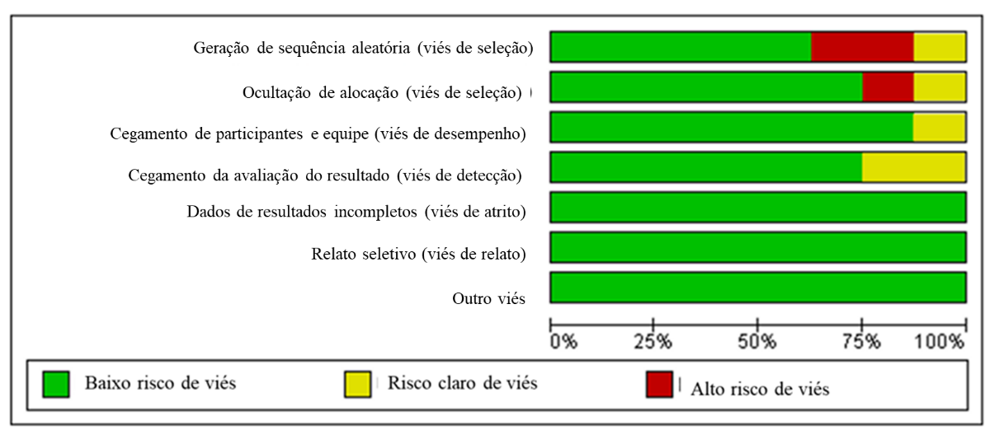 Geração de sequência aleatória (viés de seleção)
Ocultação de alocação (viés de seleção) )
Cegamento de participantes e equipe (viés de desempenho)
Cegamento da avaliação do resultado (viés de detecção)
Dados de resultados incompletos (viés de atrito)
Relato seletivo (viés de relato)
Outro viés
0% 25% 50% 75% 100%
Baixo risco de viés Risco claro de viés Alto risco de viés